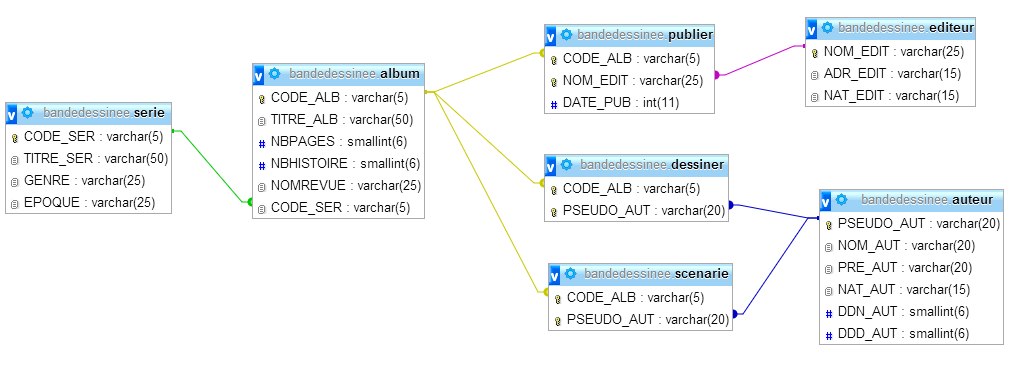 bandedessinee.serie
CODE_SER : varchar(5)
TITRE_SER : varchar(50)
GENRE : varchar(25)
EPOQUE : varchar(25)
bandedessinee.album
CODE_ALB : varchar(5)
TITRE_ALB : varchar(50)
NBPAGES : smallint(6)
NBHISTOIRE : smallint(6)
NOMREVUE : varchar(25)
CODE_SER : varchar(5)
bandedessinee.publier
CODE_ALB : varchar(5)
NOM_EDIT : varchar(25)
DATE_PUB : int(11)
bandedessinee.dessiner
CODE_ALB : varchar(5)
PSEUDO_AUT : varchar(20)
bandedessinee.scenarie
CODE_ALB : varchar(5)
PSEUDO_AUT : varchar(20)
bandedessinee.editeur
NOM_EDIT : varchar(25)
ADR_EDIT : varchar(15)
NAT_EDIT : varchar(15)
bandedessinee.auteur
PSEUDO_AUT : varchar(20)
NOM_AUT : varchar(20)
PRE_AUT : varchar(20)
NAT_AUT : varchar(15)
DDN_AUT : smallint(6)
DDD_AUT : smallint(6)